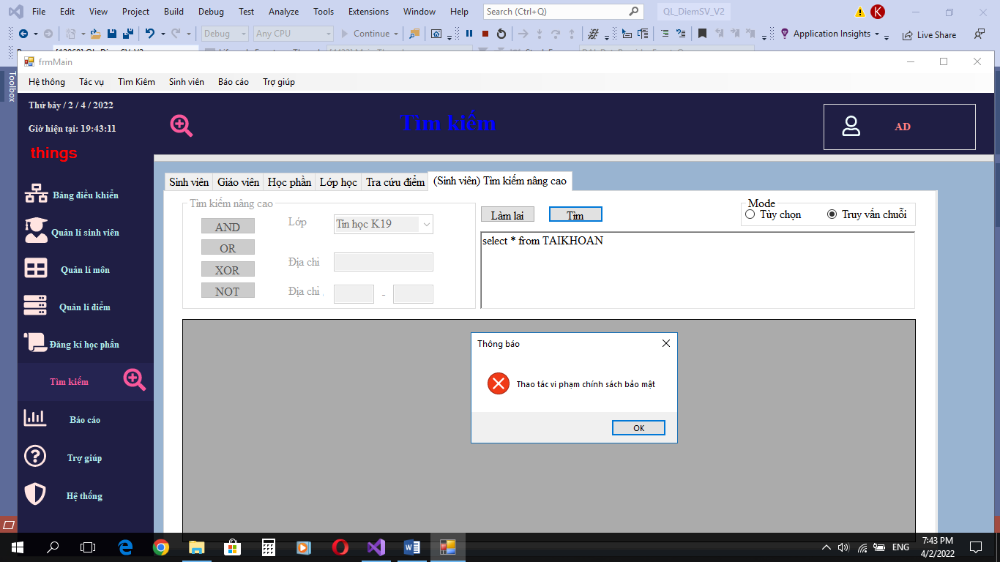 File Edit View Project Build Debug Test Analyze Tools Extensions Window Help Search (Ctrl+Q) QL_DiemSV_V2 K
Debug Any CPU Continue Application Insights Live Share
Toolbox
frmMain
Hệ thông Tác vụ Tìm Kiêm Sinh viên Báo cáo Trợ giúp
Thứ bảy / 2 / 4 / 2022
Giờ hiện tại: 19:43:11
things
Tìm kiếm
AD
Bảng điều khiển
Quản lí sinh viên
Quản lí môn
Quản lí điểm
Đăng kí học phần
Tìm kiếm
Báo cáo
Trợ giúp
Hệ thống
Sinh viên Giáo viên Học phần Lớp học Tra cứu điểm (Sinh viên) Tìm kiếm nâng cao
Tìm kiếm nâng cao
AND
OR
XOR
NOT
Lớp Tin học K19
Địa chỉ
Địa chỉ -
Làm lại Tìm
Mode
Tùy chọn Truy vấn chuỗi
select * from TAIKHOAN
Thông báo
Thao tác vi phạm chính sách bảo mật
OK
ENG
7:43 PM
4/2/2022